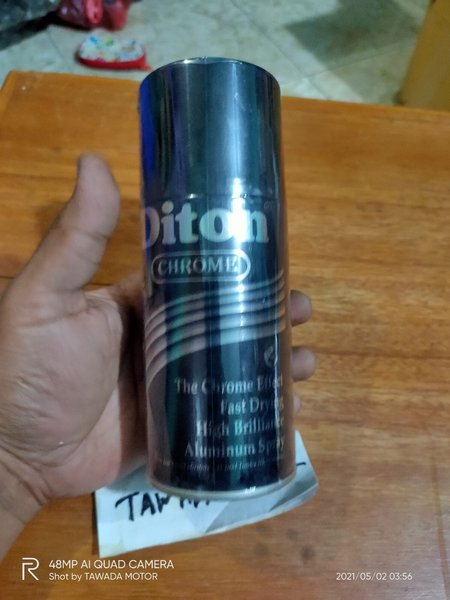 Diton
CHROME
The Chrome Effect
Fast Drying
High Brilliance
Aluminum Spray
TAW
48MP AI QUAD CAMERA
Shot by TAWADA MOTOR
2021/05/02 03:56